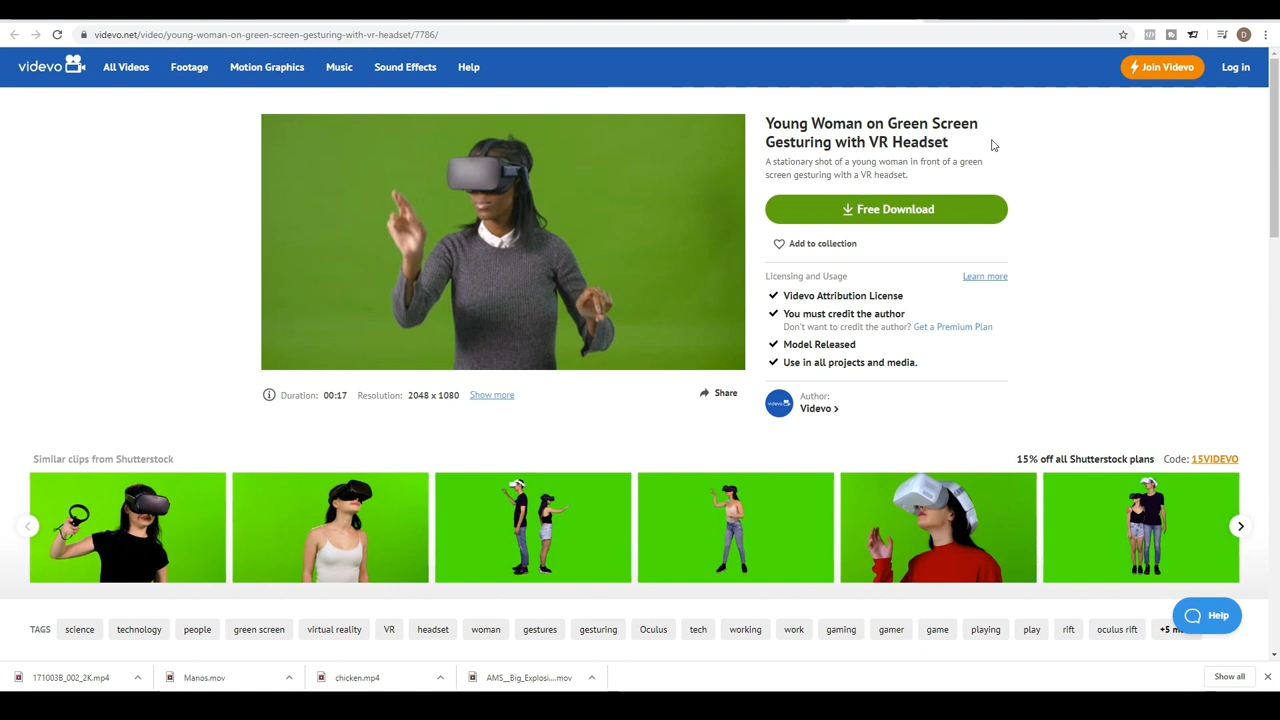 videvo.net/video/young-woman-on-green-screen-gesturing-with-vr-headset/7786/
D
videvo
All Videos
Footage
Motion Graphics
Music
Sound Effects
Help
Join Videvo
Log in
Young Woman on Green Screen
Gesturing with VR Headset
A stationary shot of a young woman in front of a green
screen gesturing with a VR headset.
Free Download
Add to collection
Licensing and Usage
Learn more
Videvo Attribution License
You must credit the author
Don't want to credit the author? Get a Premium Plan
Model Released
Use in all projects and media.
Duration: 00:17 Resolution: 2048 x 1080 Show more
Share
videvo
Author:
Videvo
Similar clips from Shutterstock
15% off all Shutterstock plans Code: 15VIDEVO
Help
TAGS science technology people green screen virtual reality VR headset woman gestures gesturing Oculus tech working work gaming gamer game playing play rift oculus rift +5
171003B_002_2K.mp4
Manos.mov
chicken.mp4
AMS__Big_Explosi....mov
Show all